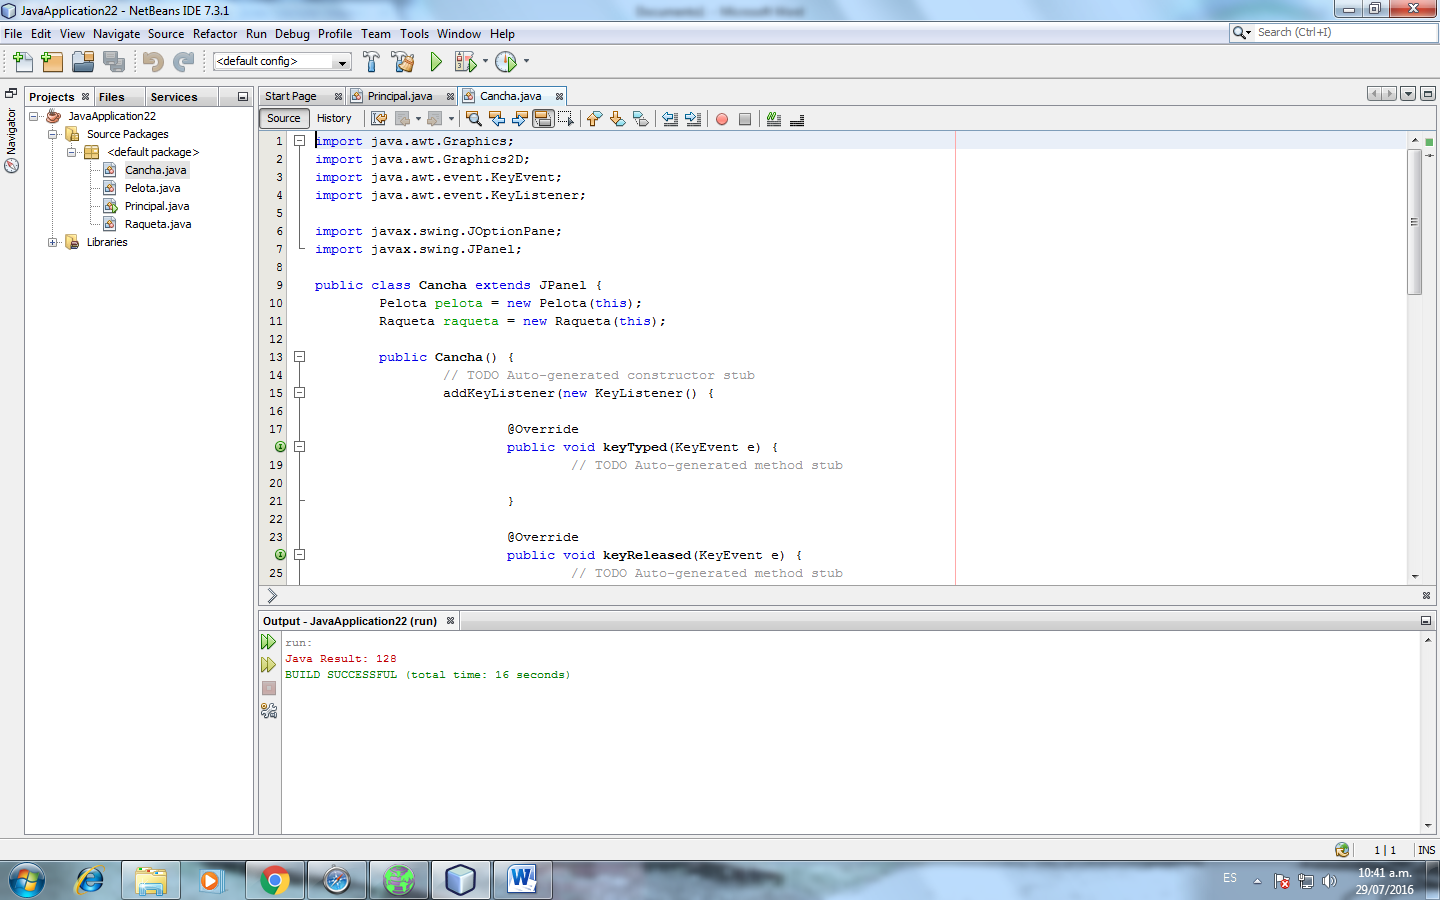 JavaApplication22 - NetBeans IDE 7.3.1
Documento1 - Microsoft Word
File Edit View Navigate Source Refactor Run Debug Profile Team Tools Window Help
Search (Ctrl+I)
<default config>
Projects Files Services
Start Page Principal.java Cancha.java
Navigator
JavaApplication22
Source Packages
<default package>
Cancha.java
Pelota.java
Principal.java
Raqueta.java
Libraries
Source History
1 import java.awt.Graphics;
2 import java.awt.Graphics2D;
3 import java.awt.event.KeyEvent;
4 import java.awt.event.KeyListener;
5
6 import javax.swing.JOptionPane;
7 import javax.swing.JPanel;
8
9 public class Cancha extends JPanel {
10 Pelota pelota = new Pelota(this);
11 Raqueta raqueta = new Raqueta(this);
12
13 public Cancha() {
14 // TODO Auto-generated constructor stub
15 addKeyListener(new KeyListener() {
16
17 @Override
public void keyTyped(KeyEvent e) {
19 // TODO Auto-generated method stub
20
21 }
22
23 @Override
public void keyReleased(KeyEvent e) {
25 // TODO Auto-generated method stub
Output - JavaApplication22 (run)
run:
Java Result: 128
BUILD SUCCESSFUL (total time: 16 seconds)
1 | 1 INS
ES
10:41 a.m.
29/07/2016